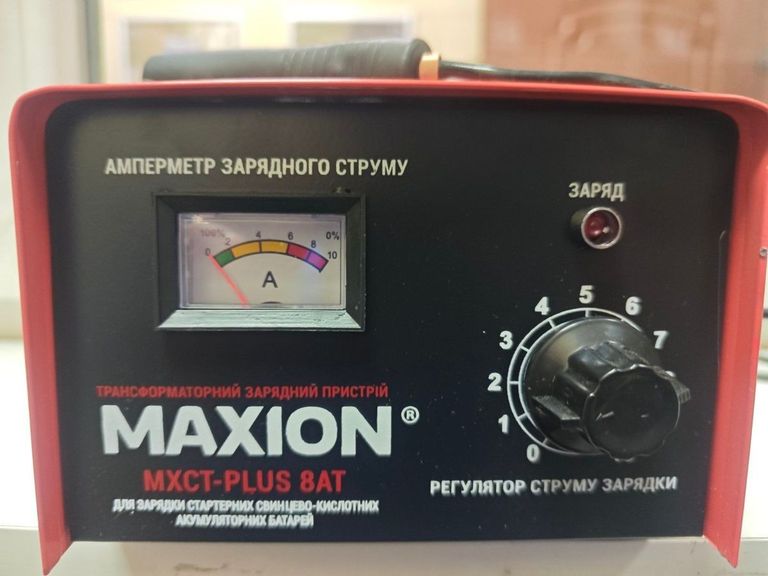 АМПЕРМЕТР ЗАРЯДНОГО СТРУМУ
ЗАРЯД
100% 0%
0 2 4 6 8 10
A
0 1 2 3 4 5 6 7
ТРАНСФОРМАТОРНИЙ ЗАРЯДНИЙ ПРИСТРІЙ
MAXION®
MXCT-PLUS 8AT
ДЛЯ ЗАРЯДКИ СТАРТЕРНИХ СВИНЦЕВО-КИСЛОТНИХ
АКУМУЛЯТОРНИХ БАТАРЕЙ
РЕГУЛЯТОР СТРУМУ ЗАРЯДКИ